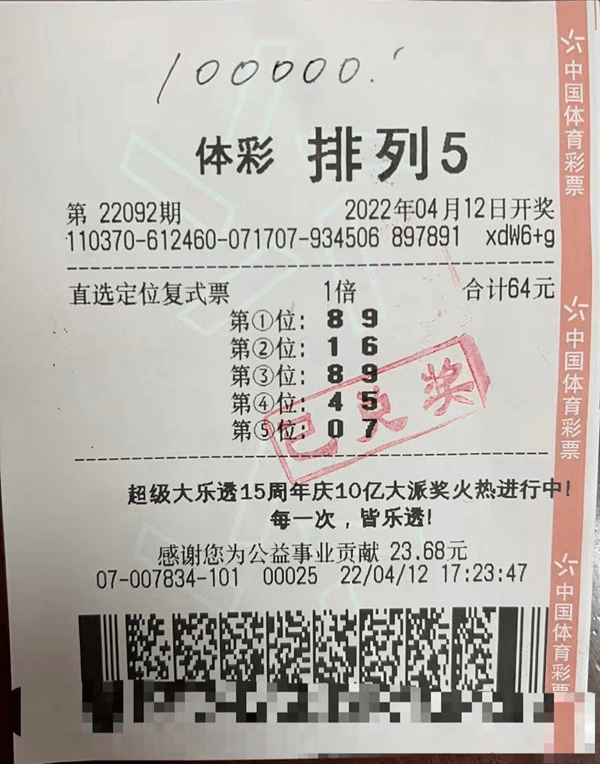 100000.
体彩 排列5
第 22092期 2022年04月12日开奖
110370-612460-071707-934506 897891 xdW6+g
直选定位复式票 1倍 合计64元
第①位: 8 9
第②位: 1 6
第③位: 8 9
第④位: 4 5
第⑤位: 0 7
已兑奖
超级大乐透15周年庆10亿大派奖火热进行中!
每一次，皆乐透!
感谢您为公益事业贡献 23.68元
07-007834-101 00025 22/04/12 17:23:47
中国体育彩票
中国体育彩票
中国体育彩票